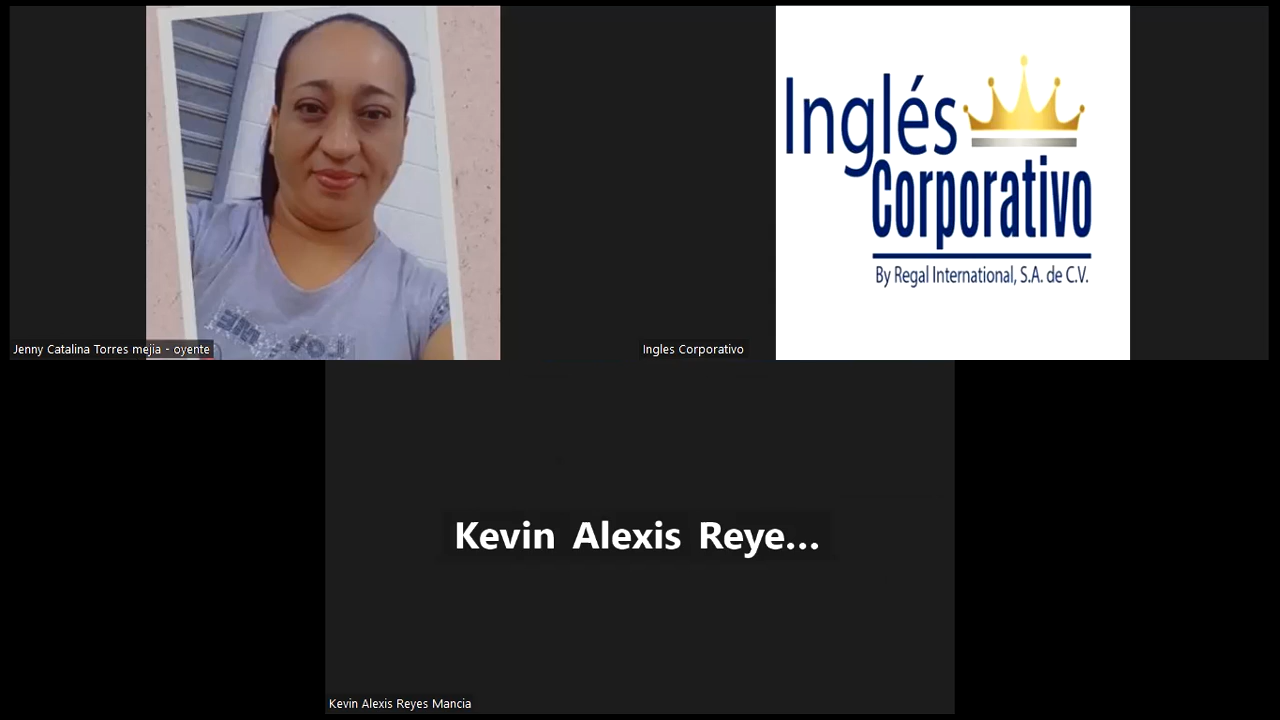 Jenny Catalina Torres mejia - oyente
Inglés
Corporativo
By Regal International, S.A. de C.V.
Ingles Corporativo
Kevin Alexis Reye...
Kevin Alexis Reyes Mancia